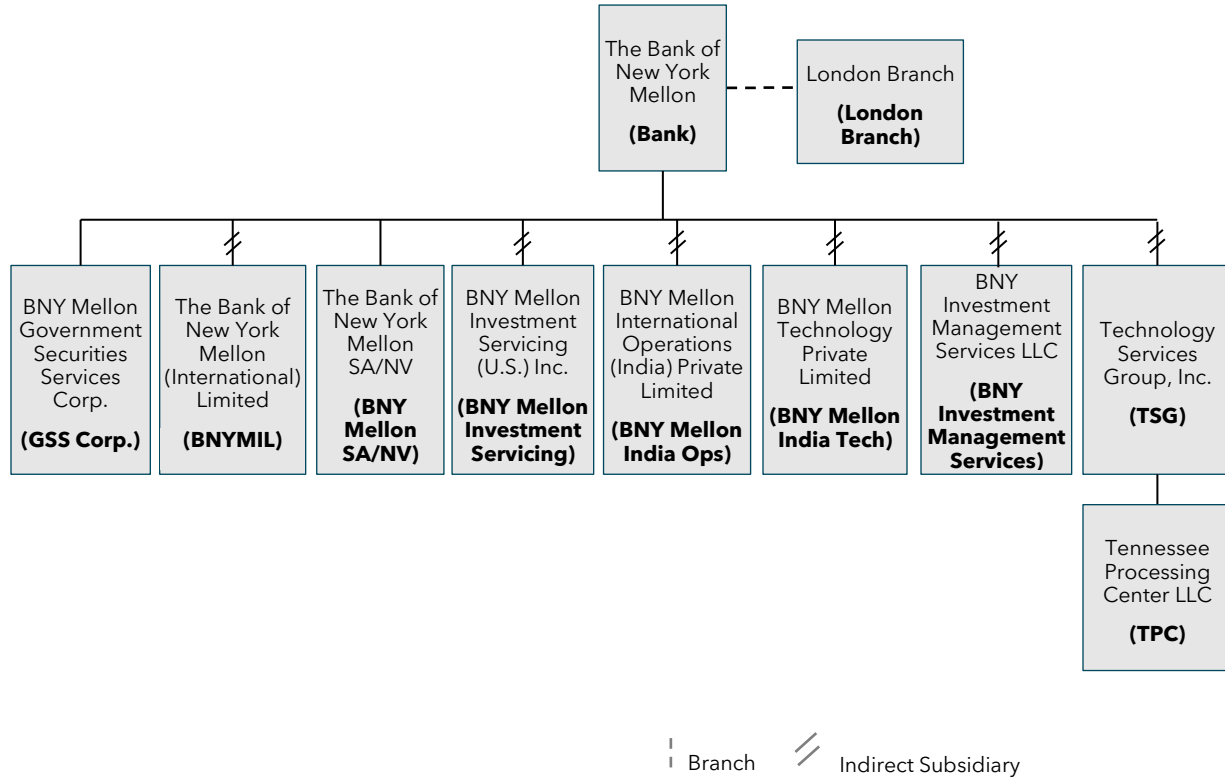 The Bank of
New York
Mellon
(Bank)
London Branch
(London
Branch)
BNY Mellon
Government
Securities
Services
Corp.
(GSS Corp.)
The Bank of
New York
Mellon
(International)
Limited
(BNYMIL)
The Bank of
New York
Mellon
SA/NV
(BNY
Mellon
SA/NV)
BNY Mellon
Investment
Servicing
(U.S.) Inc.
(BNY Mellon
Investment
Servicing)
BNY Mellon
International
Operations
(India) Private
Limited
(BNY Mellon
India Ops)
BNY Mellon
Technology
Private
Limited
(BNY Mellon
India Tech)
BNY
Investment
Management
Services LLC
(BNY
Investment
Management
Services)
Technology
Services
Group, Inc.
(TSG)
Tennessee
Processing
Center LLC
(TPC)
Branch
Indirect Subsidiary